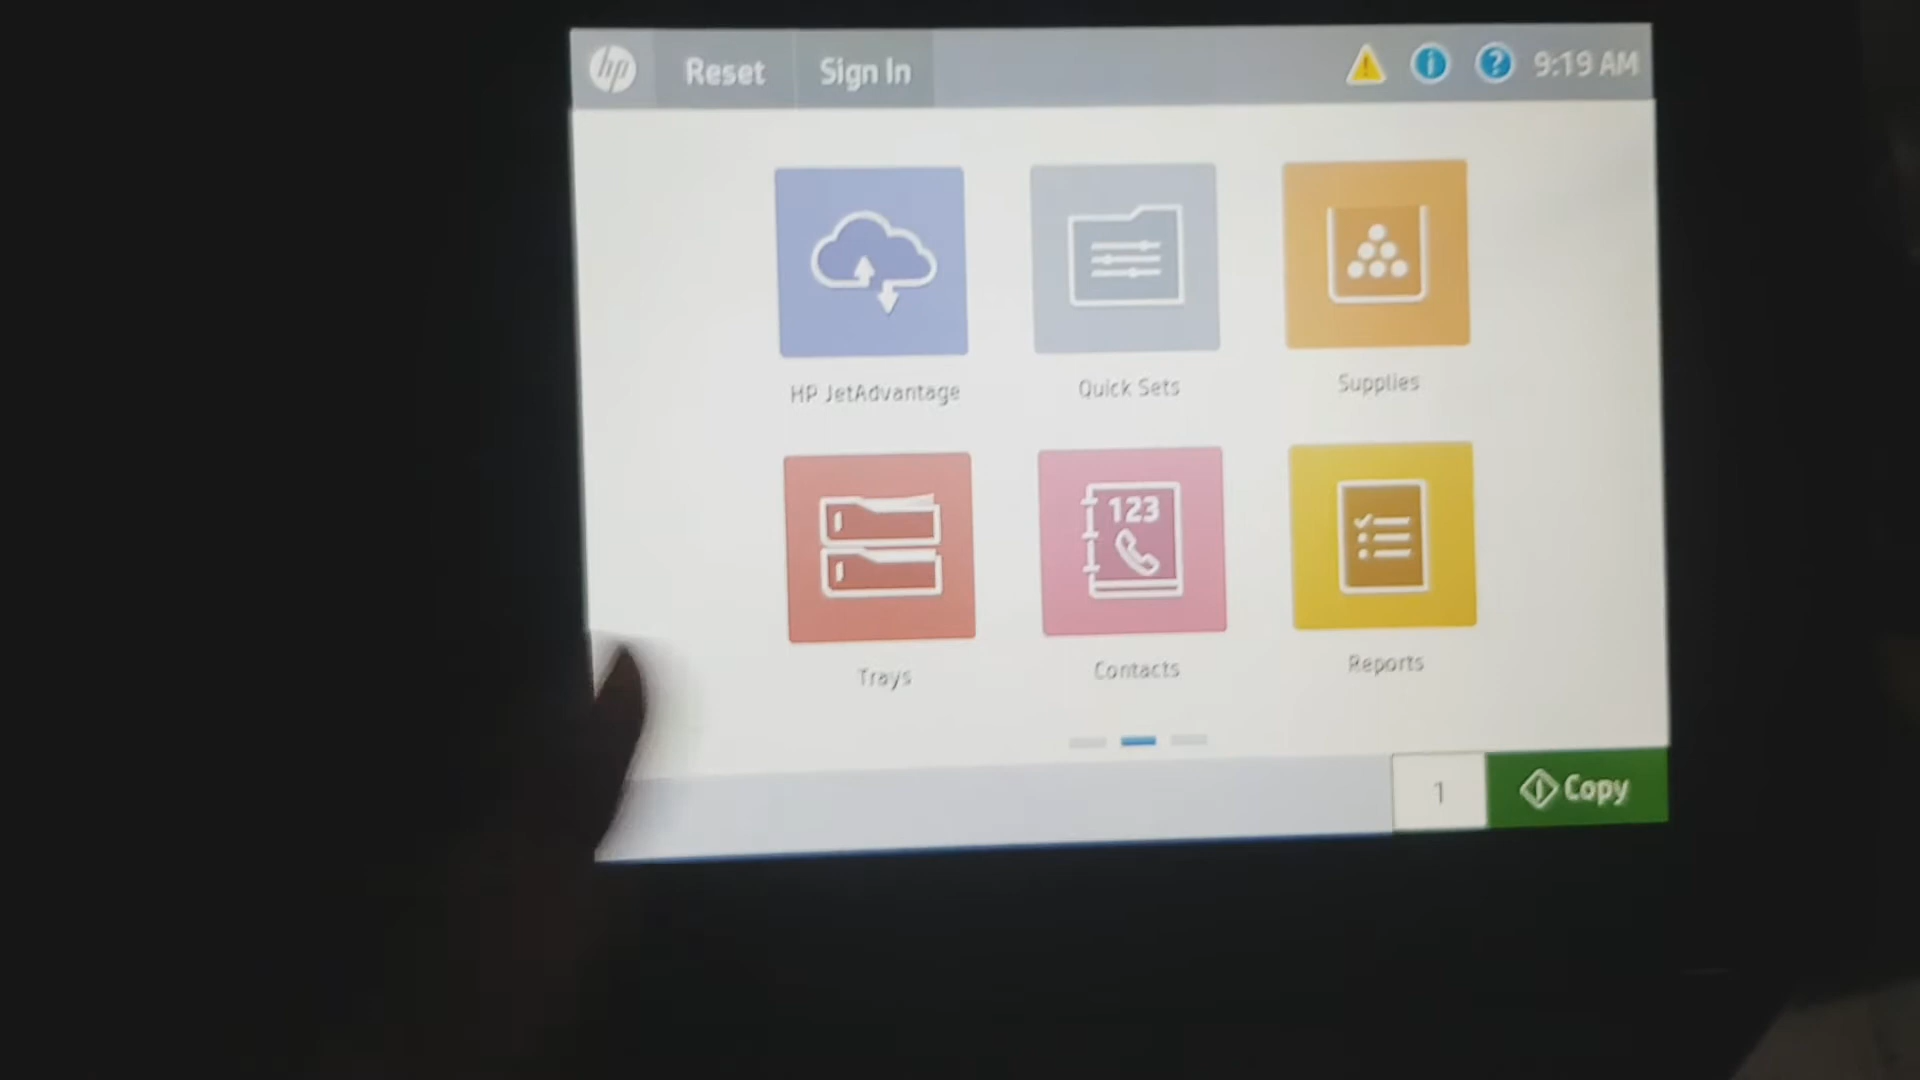 hp Reset Sign In 9:19 AM
HP JetAdvantage Quick Sets Supplies
123
Trays Contacts Reports
1 Copy